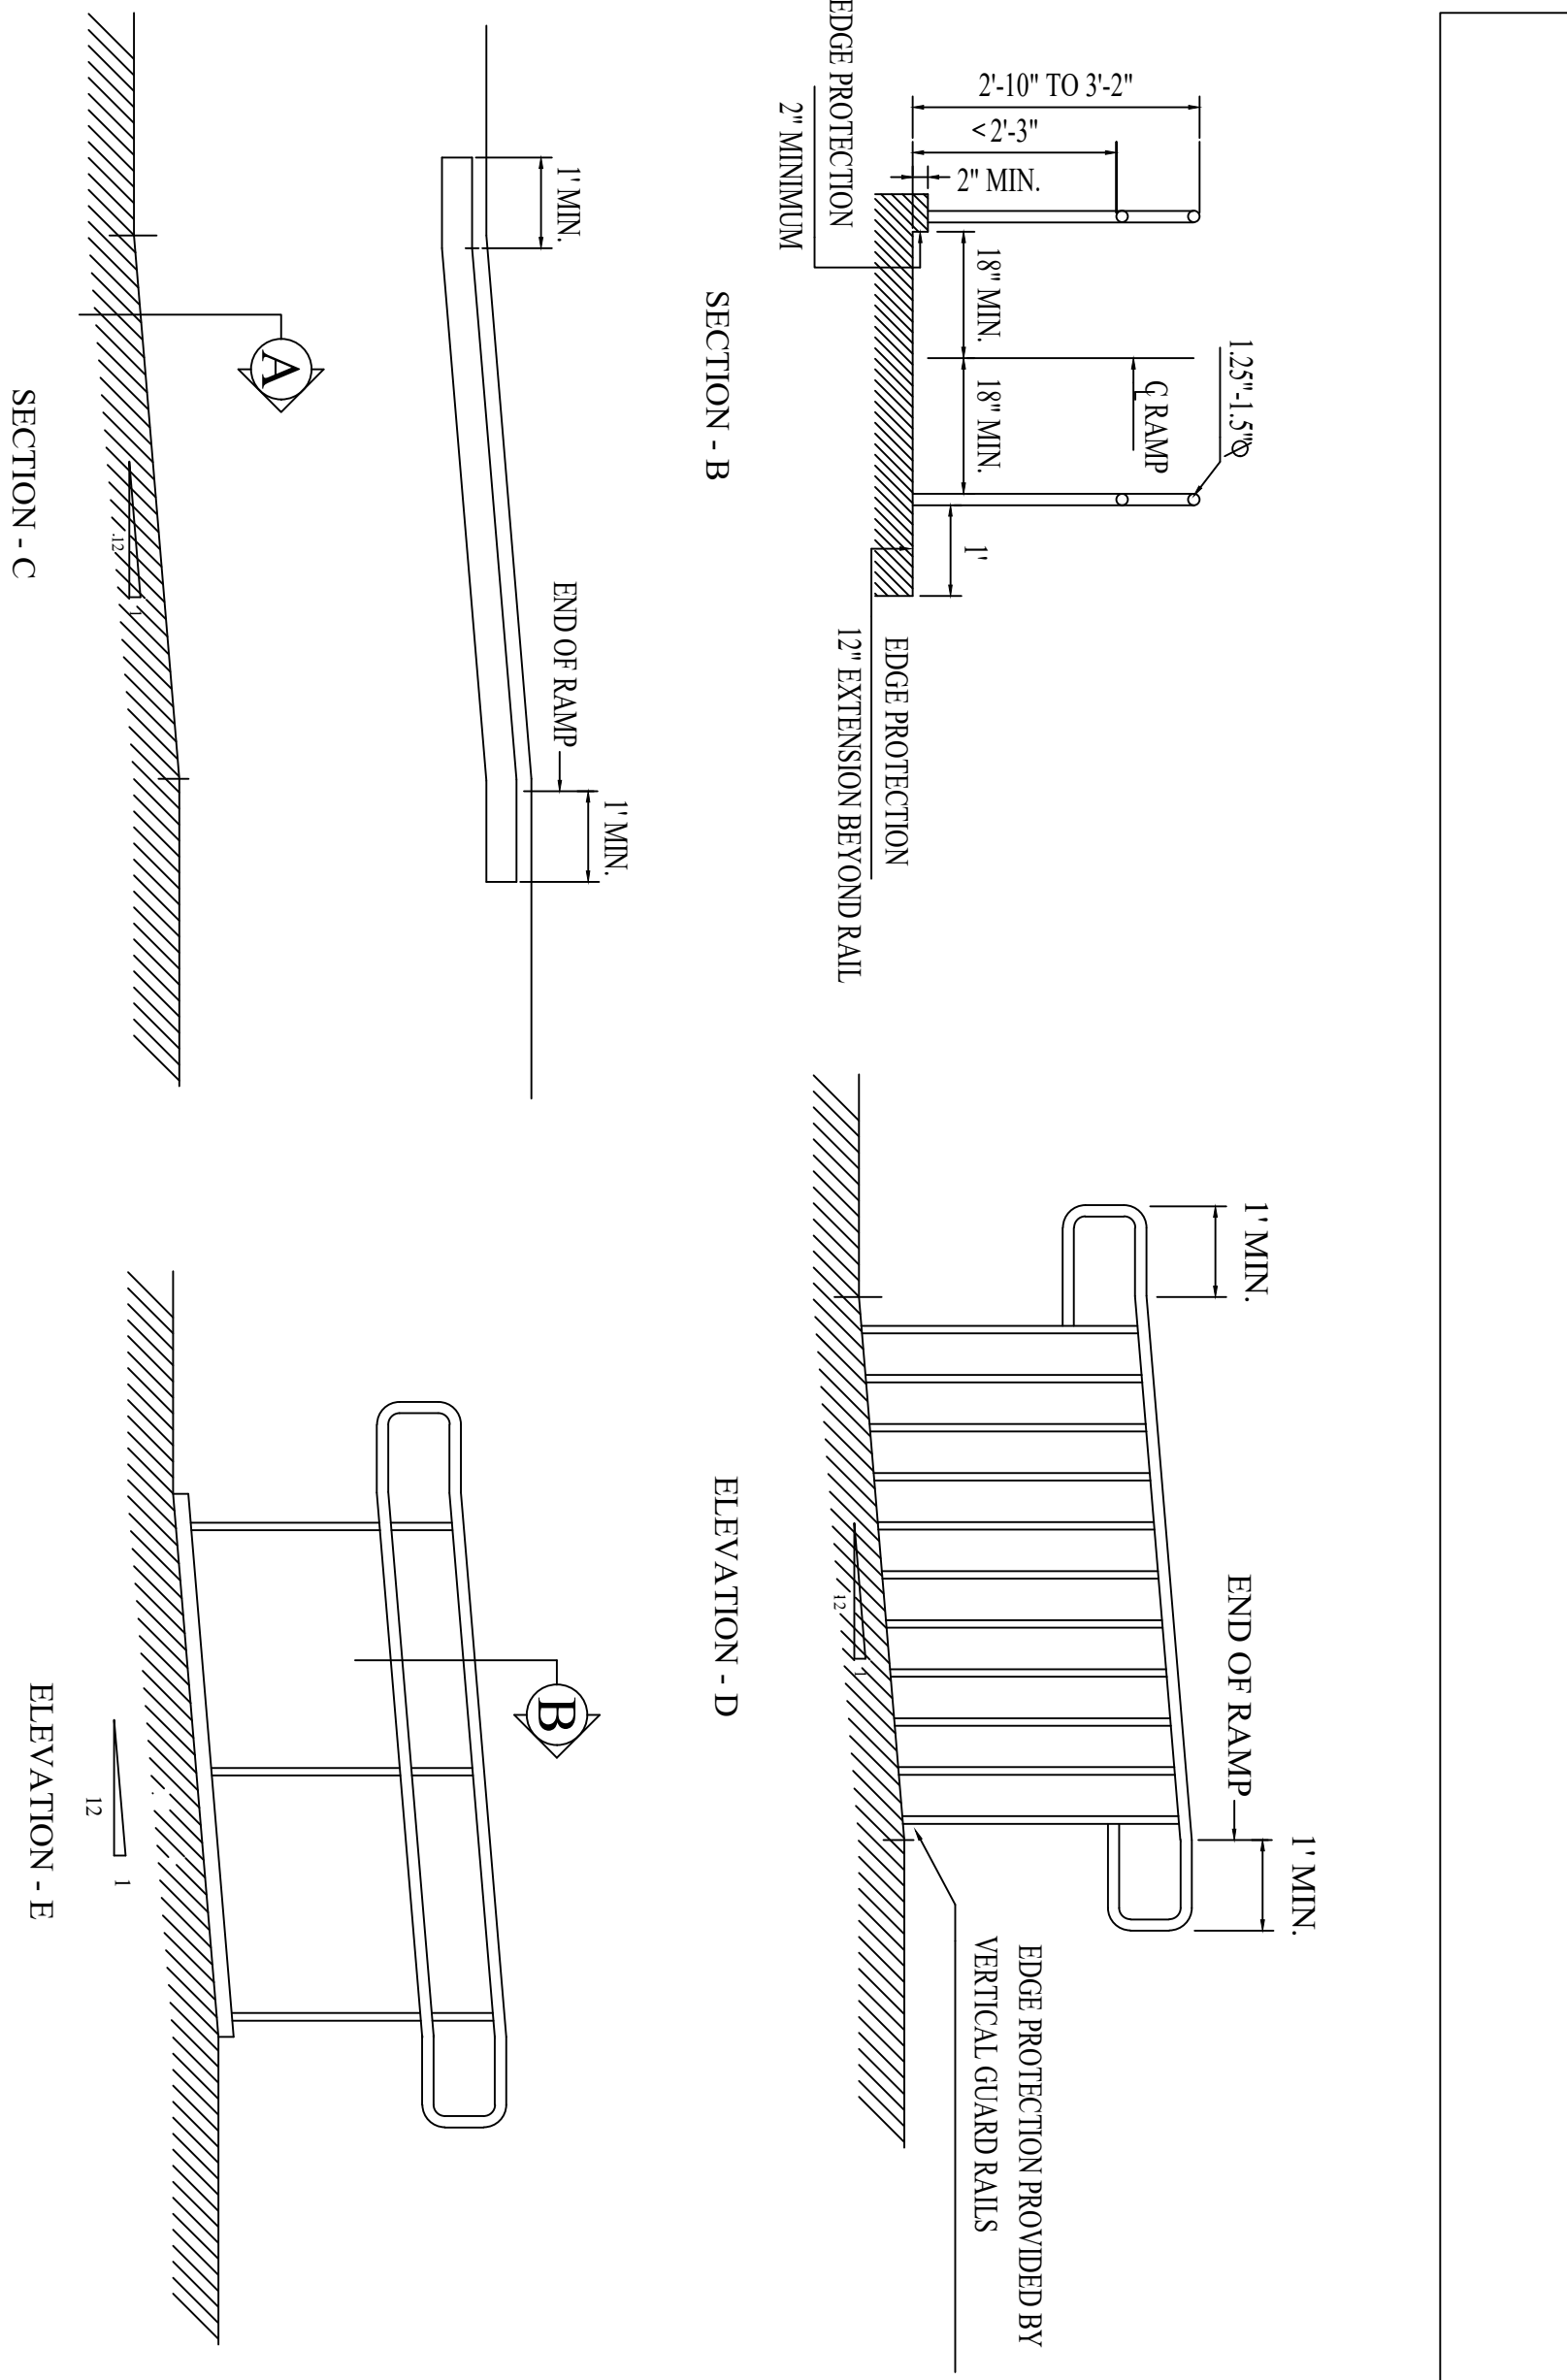 2'-10" TO 3'-2"
< 2'-3"
2" MIN.
1.25"-1.5"Ø
℄ RAMP
18" MIN.
18" MIN.
1'
EDGE PROTECTION
2" MINIMUM
EDGE PROTECTION
12" EXTENSION BEYOND RAIL
SECTION - B
1' MIN.
END OF RAMP
1' MIN.
EDGE PROTECTION PROVIDED BY
VERTICAL GUARD RAILS
12
1
ELEVATION - D
1' MIN.
END OF RAMP
1' MIN.
A
12
1
SECTION - C
B
12
1
ELEVATION - E